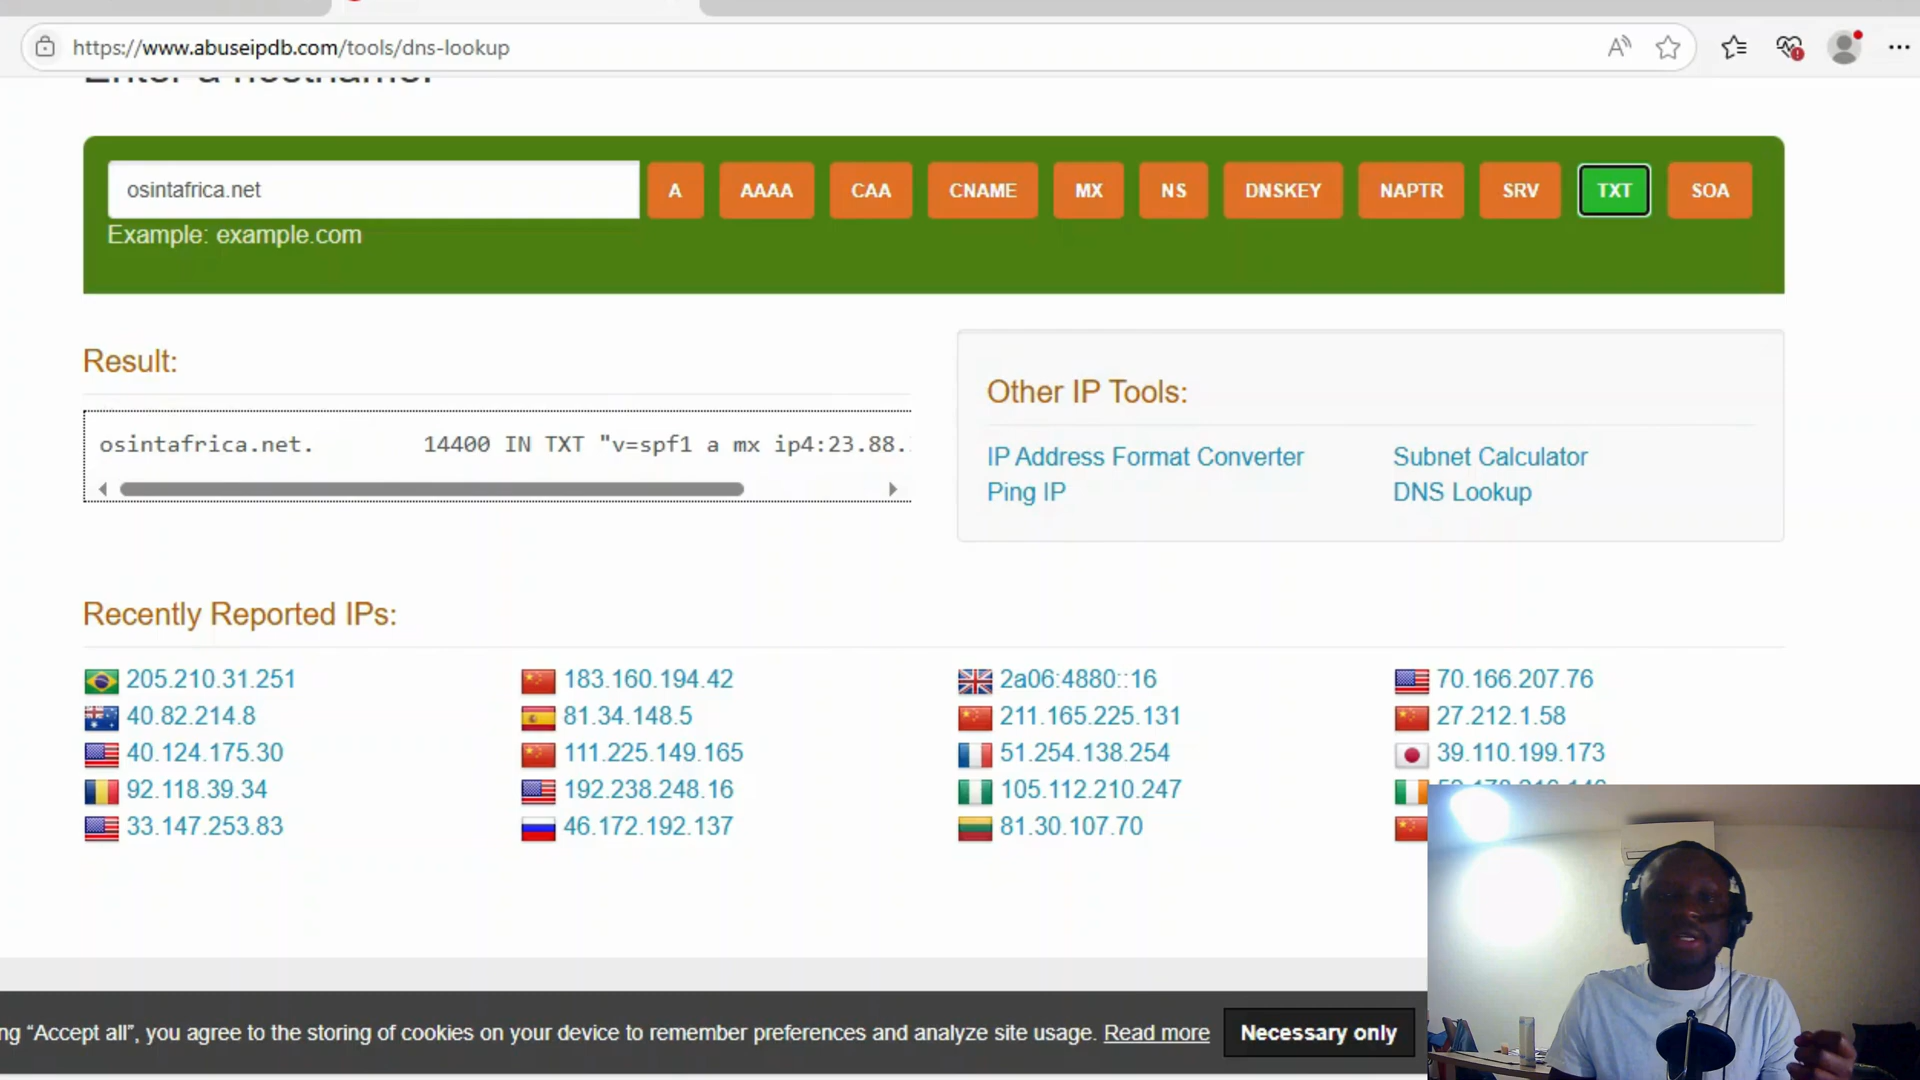 https://www.abuseipdb.com/tools/dns-lookup
Enter a hostname:
osintafrica.net
A
AAAA
CAA
CNAME
MX
NS
DNSKEY
NAPTR
SRV
TXT
SOA
Example: example.com
Result:
osintafrica.net. 14400 IN TXT "v=spf1 a mx ip4:23.88.
Other IP Tools:
IP Address Format Converter
Subnet Calculator
Ping IP
DNS Lookup
Recently Reported IPs:
205.210.31.251
183.160.194.42
2a06:4880::16
70.166.207.76
40.82.214.8
81.34.148.5
211.165.225.131
27.212.1.58
40.124.175.30
111.225.149.165
51.254.138.254
39.110.199.173
92.118.39.34
192.238.248.16
105.112.210.247
33.147.253.83
46.172.192.137
81.30.107.70
ng “Accept all”, you agree to the storing of cookies on your device to remember preferences and analyze site usage. Read more
Necessary only